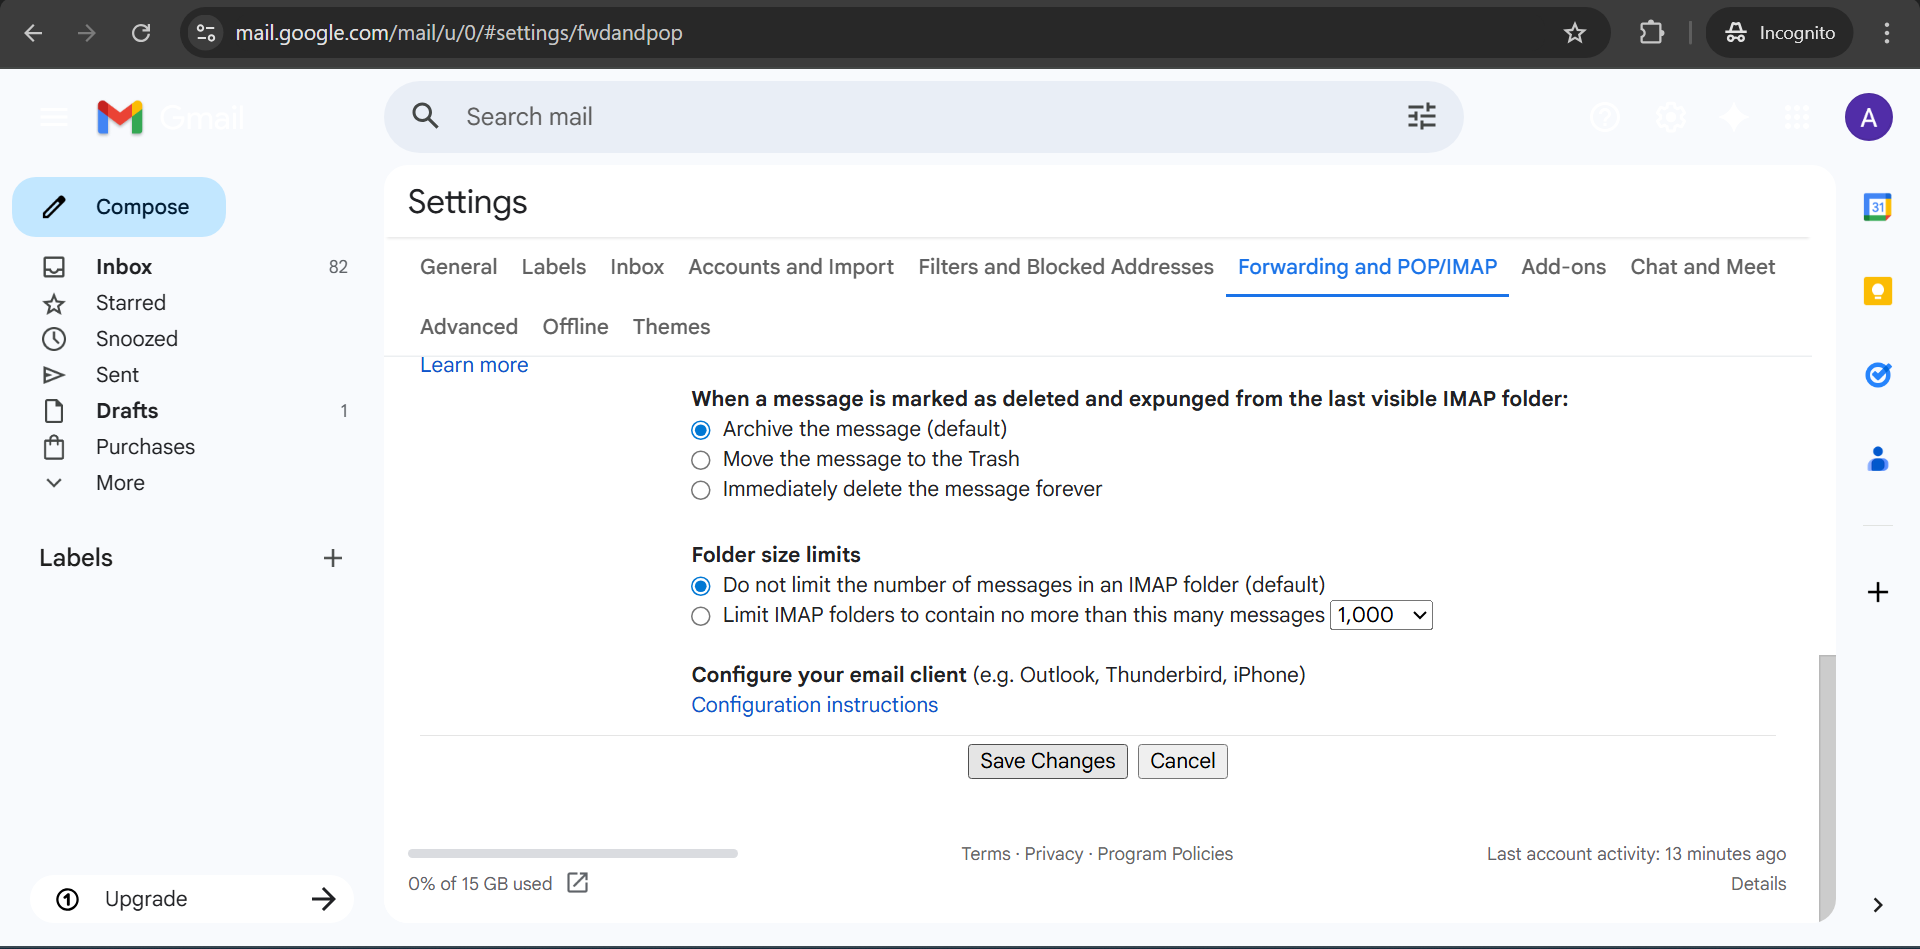 mail.google.com/mail/u/0/#settings/fwdandpop
Incognito
Gmail
Search mail
A
Compose
Inbox 82
Starred
Snoozed
Sent
Drafts 1
Purchases
More
Labels
Upgrade
Settings
General Labels Inbox Accounts and Import Filters and Blocked Addresses Forwarding and POP/IMAP Add-ons Chat and Meet
Advanced Offline Themes
Learn more
When a message is marked as deleted and expunged from the last visible IMAP folder:
Archive the message (default)
Move the message to the Trash
Immediately delete the message forever
Folder size limits
Do not limit the number of messages in an IMAP folder (default)
Limit IMAP folders to contain no more than this many messages 1,000
Configure your email client (e.g. Outlook, Thunderbird, iPhone)
Configuration instructions
Save Changes Cancel
0% of 15 GB used
Terms · Privacy · Program Policies
Last account activity: 13 minutes ago
Details
31